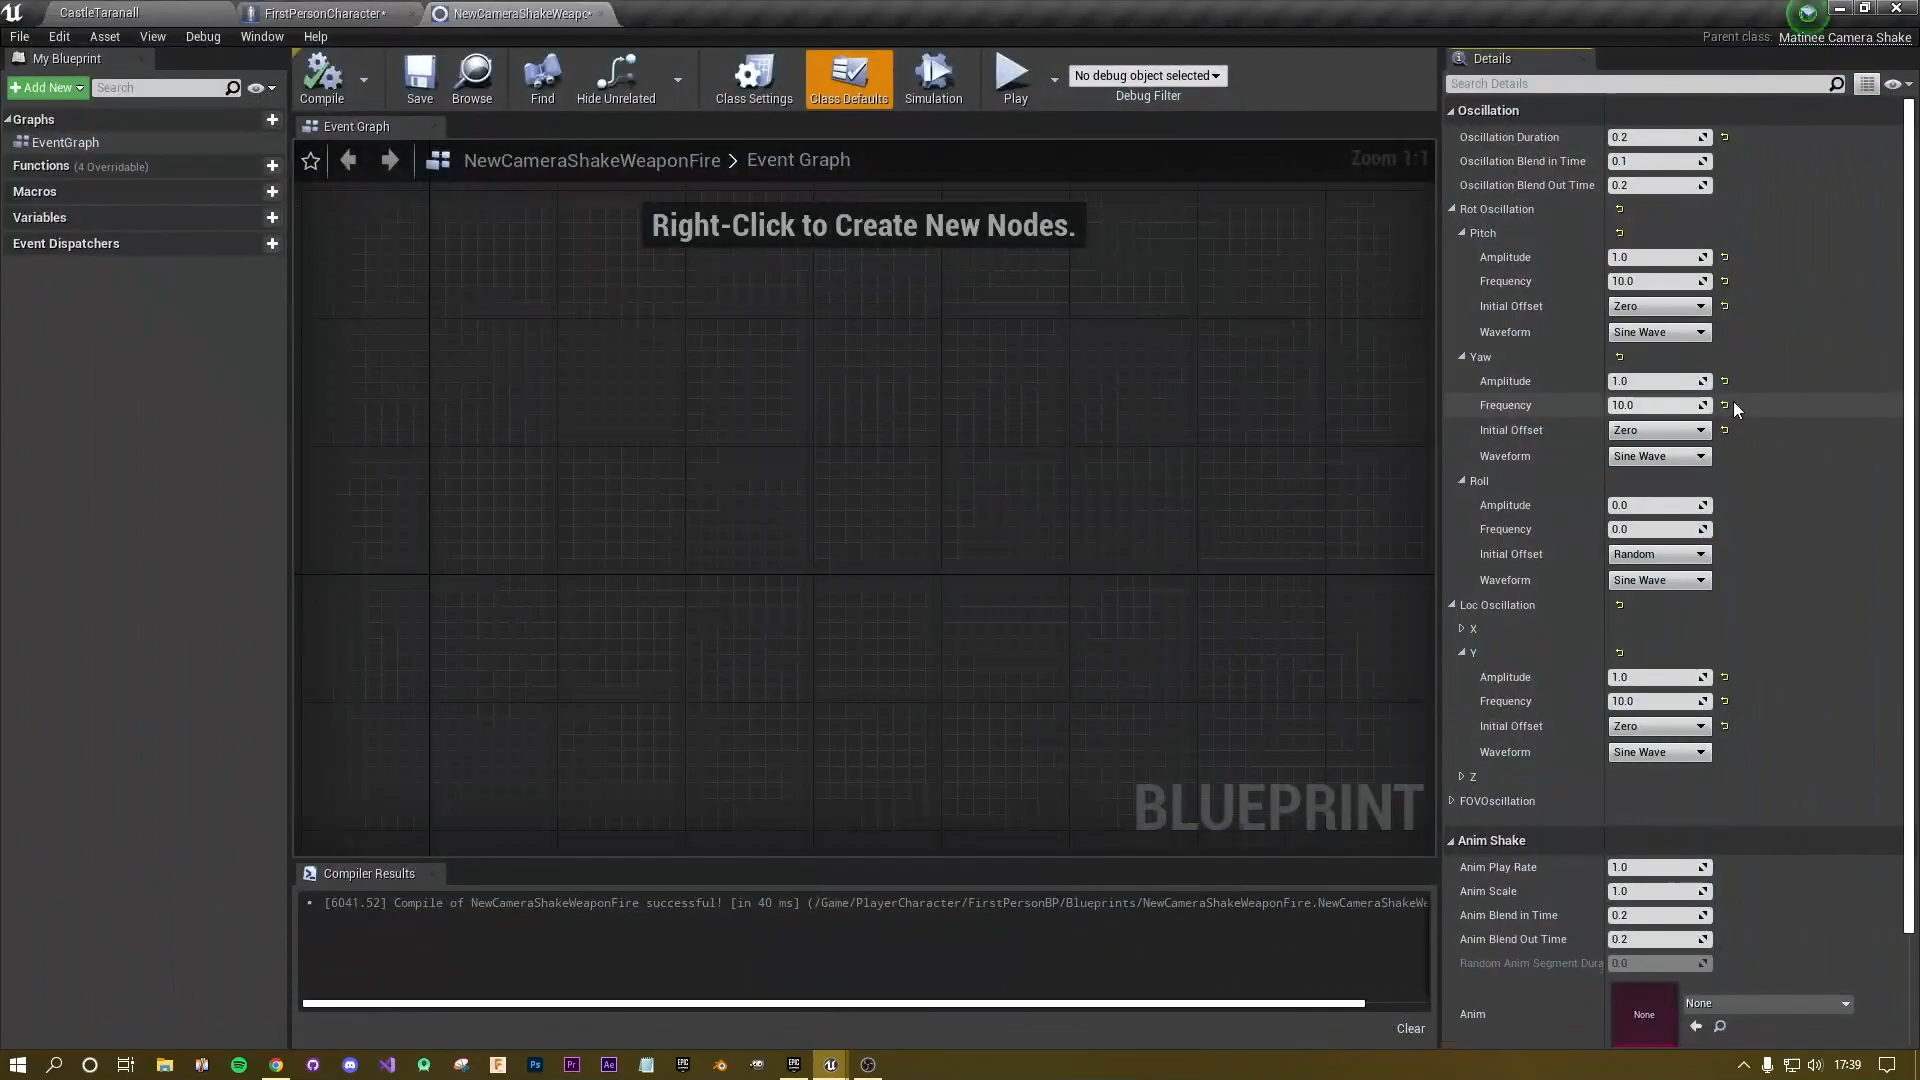 CastleTaranall
FirstPersonCharacter*
NewCameraShakeWeapo*
File Edit Asset View Debug Window Help
Parent class: Matinee Camera Shake
My Blueprint
Add New
Search
Graphs
EventGraph
Functions (4 Overridable)
Macros
Variables
Event Dispatchers
Compile
Save
Browse
Find
Hide Unrelated
Class Settings
Class Defaults
Simulation
Play
No debug object selected
Debug Filter
Event Graph
NewCameraShakeWeaponFire > Event Graph
Zoom 1:1
Right-Click to Create New Nodes.
BLUEPRINT
Compiler Results
• [6041.52] Compile of NewCameraShakeWeaponFire successful! [in 40 ms] (/Game/PlayerCharacter/FirstPersonBP/Blueprints/NewCameraShakeWeaponFire.NewCameraShakeWe
Clear
Details
Search Details
Oscillation
Oscillation Duration 0.2
Oscillation Blend in Time 0.1
Oscillation Blend Out Time 0.2
Rot Oscillation
Pitch
Amplitude 1.0
Frequency 10.0
Initial Offset Zero
Waveform Sine Wave
Yaw
Amplitude 1.0
Frequency 10.0
Initial Offset Zero
Waveform Sine Wave
Roll
Amplitude 0.0
Frequency 0.0
Initial Offset Random
Waveform Sine Wave
Loc Oscillation
X
Y
Amplitude 1.0
Frequency 10.0
Initial Offset Zero
Waveform Sine Wave
Z
FOVOscillation
Anim Shake
Anim Play Rate 1.0
Anim Scale 1.0
Anim Blend in Time 0.2
Anim Blend Out Time 0.2
Random Anim Segment Dura 0.0
Anim None None
Ps Pr Ae EPIC EPIC
17:39